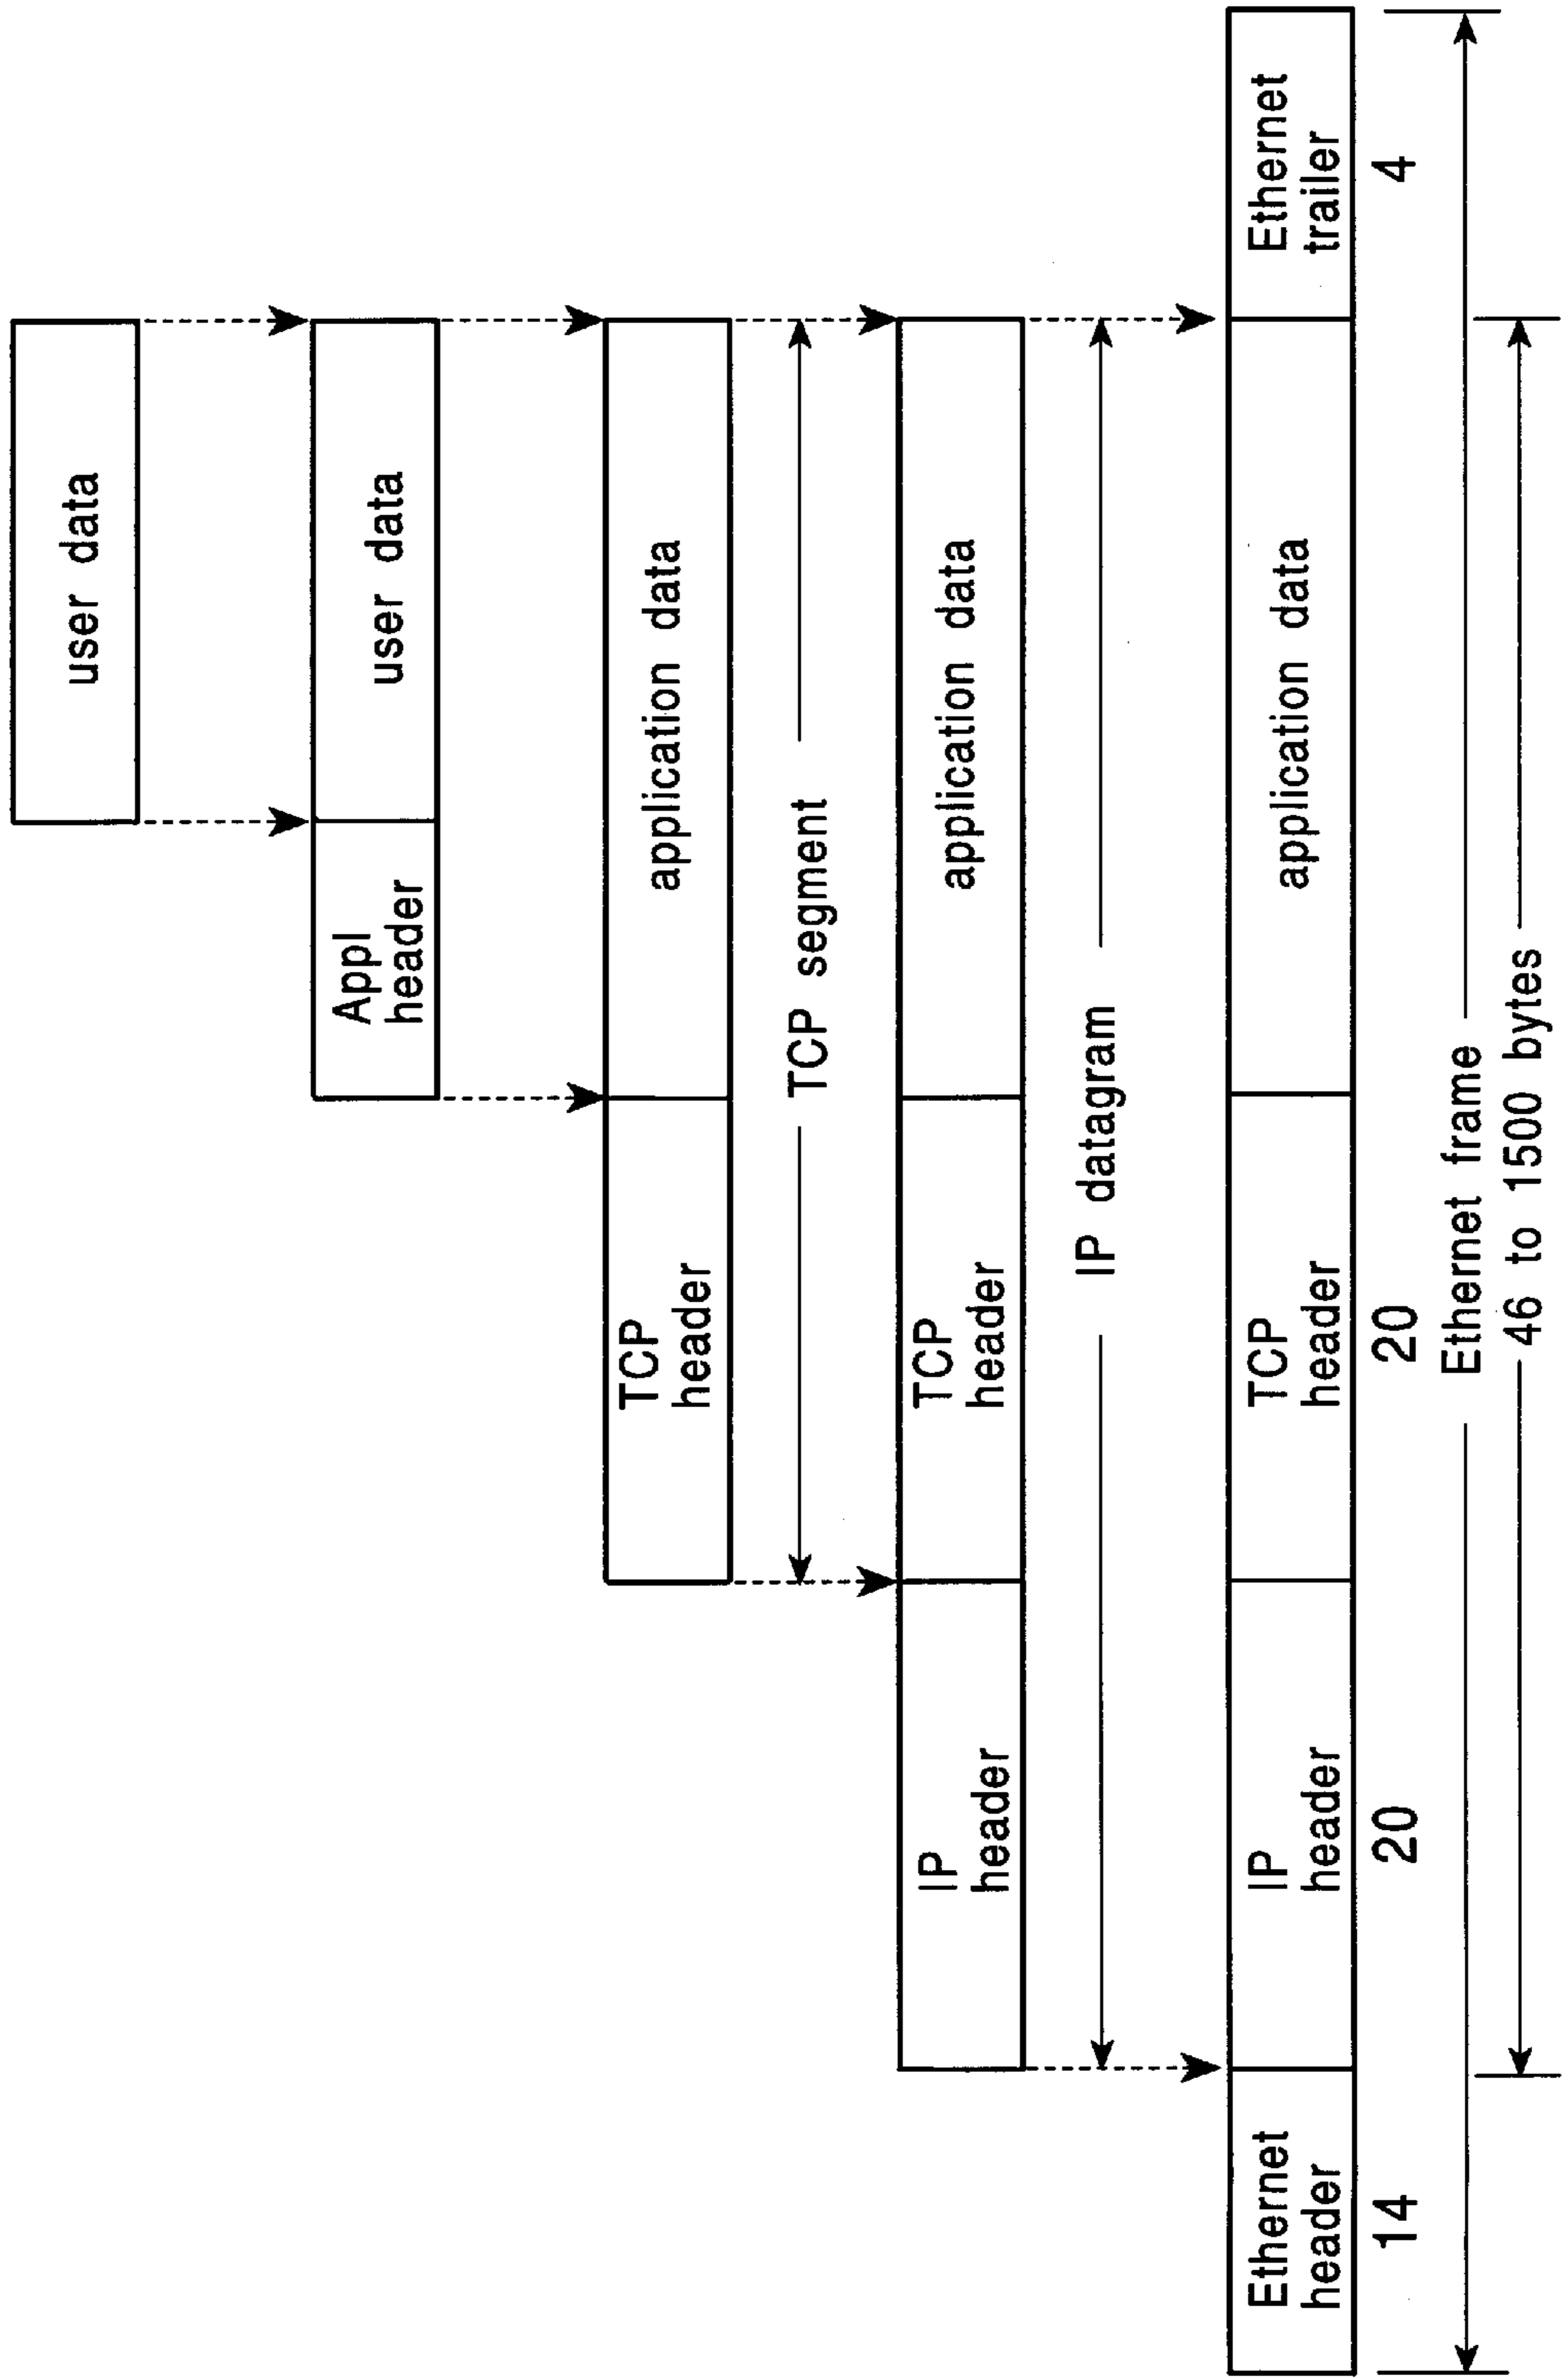 user data
Appl
header
user data
TCP
header
application data
TCP segment
IP
header
TCP
header
application data
IP datagram
Ethernet
header
IP
header
TCP
header
application data
Ethernet
trailer
14
20
20
4
Ethernet frame
46 to 1500 bytes